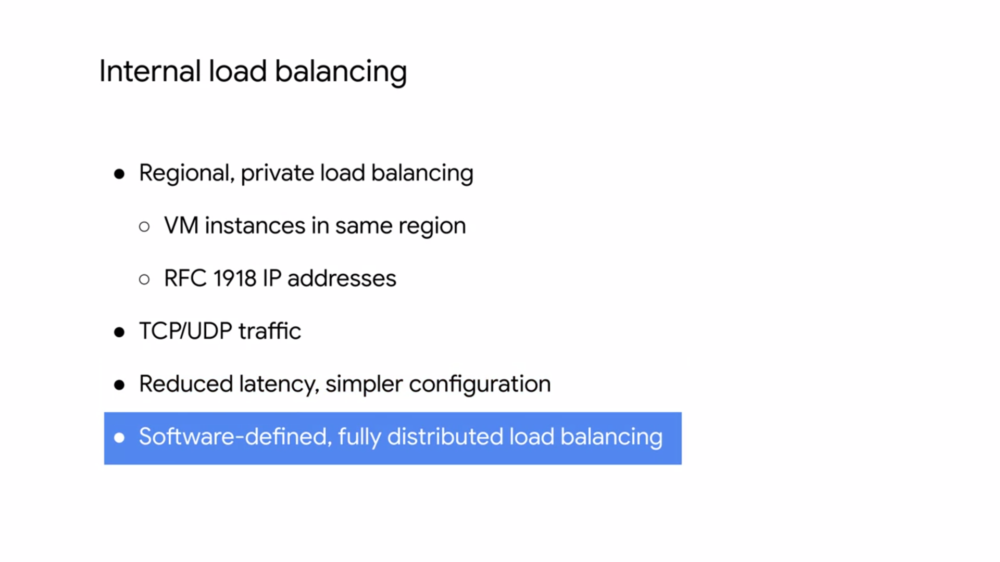 Internal load balancing
● Regional, private load balancing
○ VM instances in same region
○ RFC 1918 IP addresses
● TCP/UDP traffic
● Reduced latency, simpler configuration
● Software-defined, fully distributed load balancing